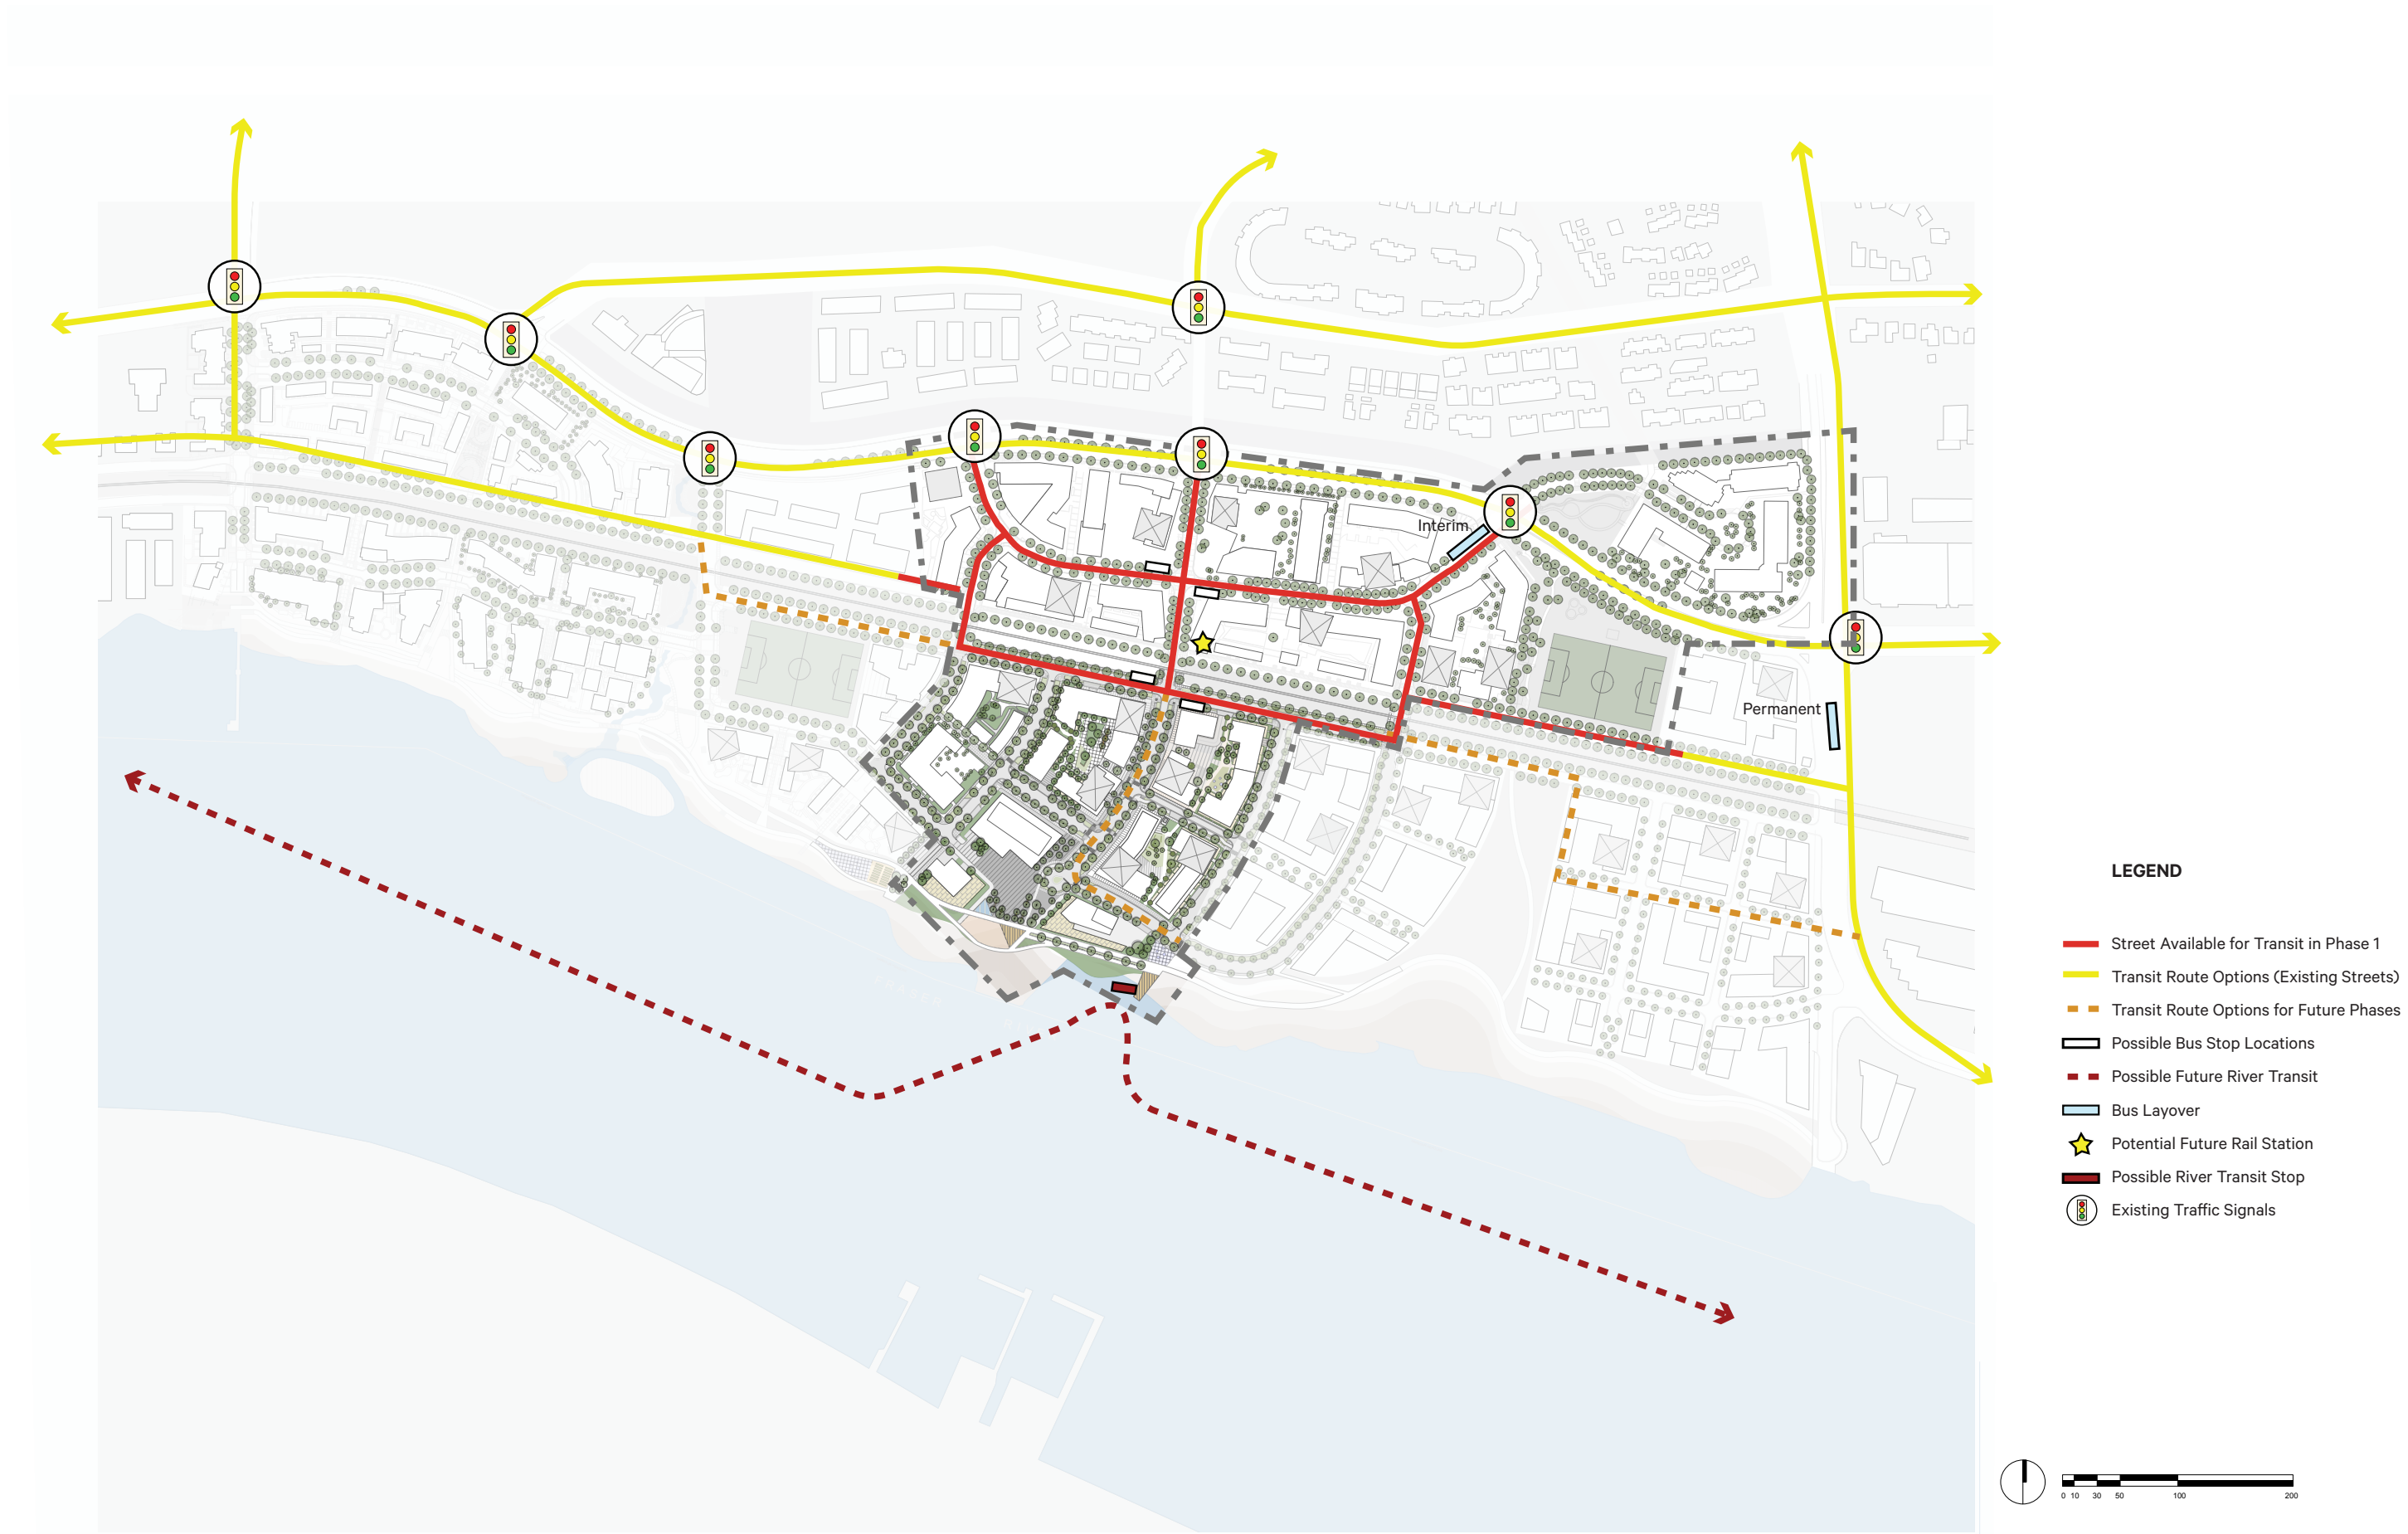 Interim
Permanent
LEGEND
Street Available for Transit in Phase 1
Transit Route Options (Existing Streets)
Transit Route Options for Future Phases
Possible Bus Stop Locations
Possible Future River Transit
Bus Layover
Potential Future Rail Station
Possible River Transit Stop
Existing Traffic Signals
0 10 30 50 100 200